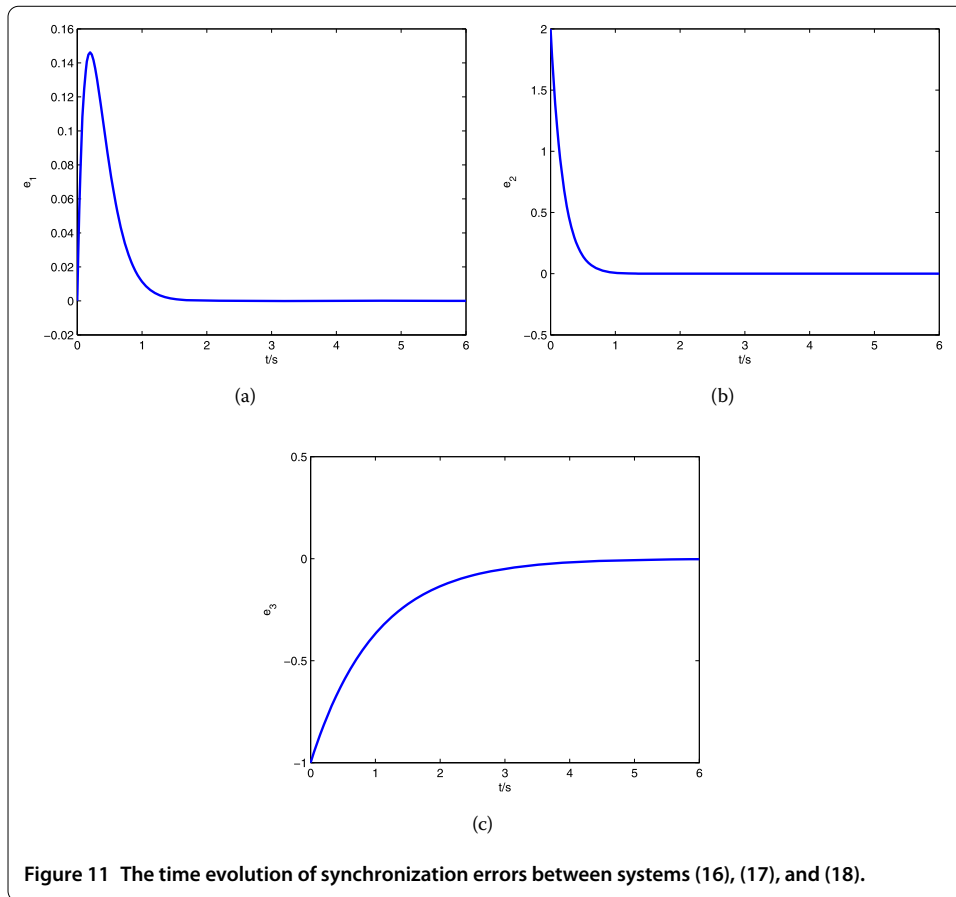 0.16
0.14
0.12
0.1
0.08
0.06
0.04
0.02
0
−0.02
e1
0 1 2 3 4 5 6
t/s
(a)
2
1.5
1
0.5
0
−0.5
e2
0 1 2 3 4 5 6
t/s
(b)
0.5
0
−0.5
−1
e3
0 1 2 3 4 5 6
t/s
(c)
Figure 11 The time evolution of synchronization errors between systems (16), (17), and (18).